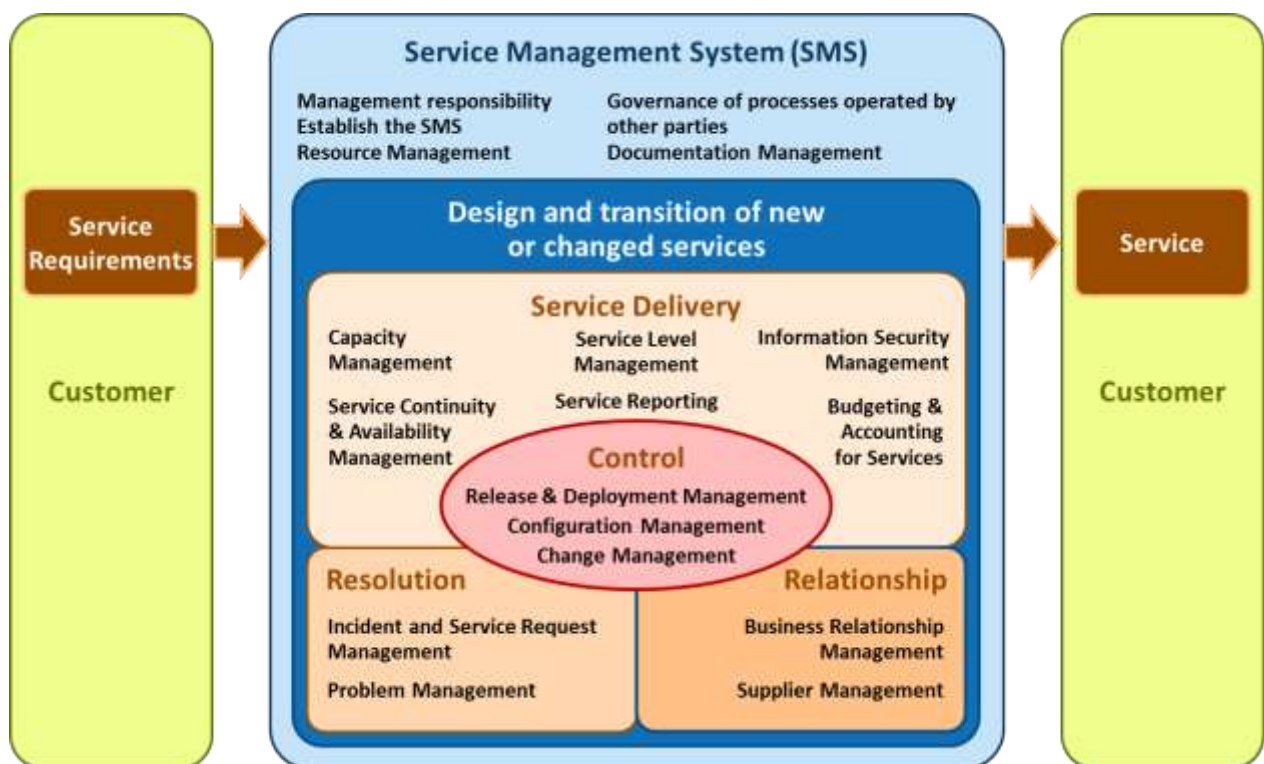 Service Management System (SMS)
Management responsibility
Establish the SMS
Resource Management
Governance of processes operated by
other parties
Documentation Management
Service
Requirements
Customer
Design and transition of new
or changed services
Service Delivery
Capacity
Management
Service Level
Management
Information Security
Management
Service Continuity
& Availability
Management
Service Reporting
Budgeting &
Accounting
for Services
Control
Release & Deployment Management
Configuration Management
Change Management
Resolution
Incident and Service Request
Management
Problem Management
Relationship
Business Relationship
Management
Supplier Management
Service
Customer